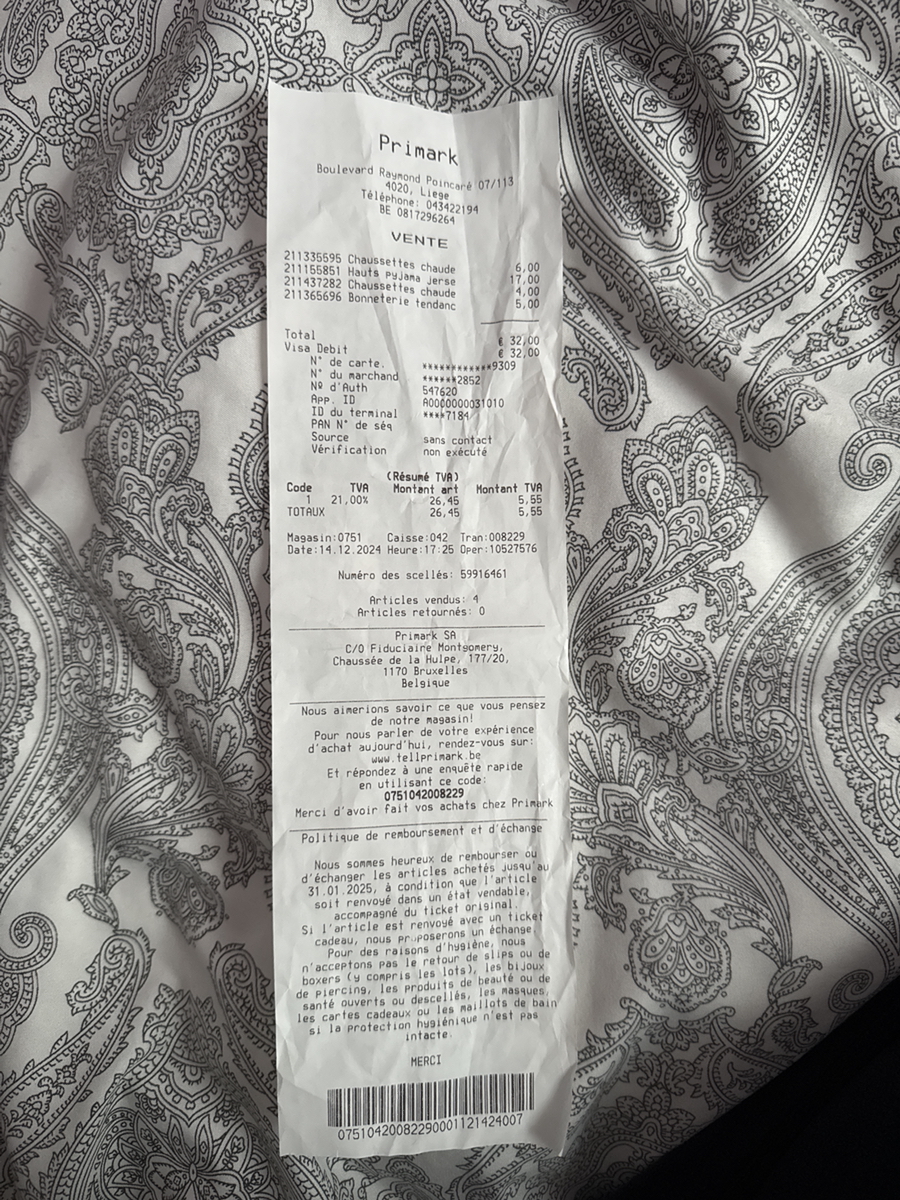 Primark
Boulevard Raymond Poincaré 07/113
4020, Liege
Téléphone: 043422194
BE 0817296264
VENTE
211335595 Chaussettes chaude 6,00
211155851 Hauts pyjama jerse 17,00
211437282 Chaussettes chaude 4,00
211365696 Bonneterie tendanc 5,00
Total € 32,00
Visa Debit € 32,00
N° de carte. ************9309
N° du marchand ******2852
Nº d'Auth 547620
App. ID A0000000031010
ID du terminal ****7184
PAN N° de séq
Source sans contact
Vérification non exécuté
(Résumé TVA)
Code TVA Montant art Montant TVA
1 21,00% 26,45 5,55
TOTAUX 26,45 5,55
Magasin:0751 Caisse:042 Tran:008229
Date:14.12.2024 Heure:17:25 Oper:10527576
Numéro des scellés: 59916461
Articles vendus: 4
Articles retournés: 0
Primark SA
C/O Fiduciaire Montgomery,
Chaussée de la Hulpe, 177/20,
1170 Bruxelles
Belgique
Nous aimerions savoir ce que vous pensez
de notre magasin!
Pour nous parler de votre expérience
d'achat aujourd'hui, rendez-vous sur:
www.tellprimark.be
Et répondez à une enquête rapide
en utilisant ce code:
0751042008229
Merci d'avoir fait vos achats chez Primark
Politique de remboursement et d'échange
Nous sommes heureux de rembourser ou
d'échanger les articles achetés jusqu'au
31.01.2025, à condition que l'article
soit renvoyé dans un état vendable,
accompagné du ticket original.
Si l'article est renvoyé avec un ticket
cadeau, nous proposerons un échange.
Pour des raisons d'hygiène, nous
n'acceptons pas le retour de slips ou de
boxers (y compris les lots), les bijoux
de piercing, les produits de beauté ou de
santé ouverts ou descellés, les masques,
les cartes cadeaux ou les maillots de bain
si la protection hygiénique n'est pas
intacte.
MERCI
07510420082290001121424007